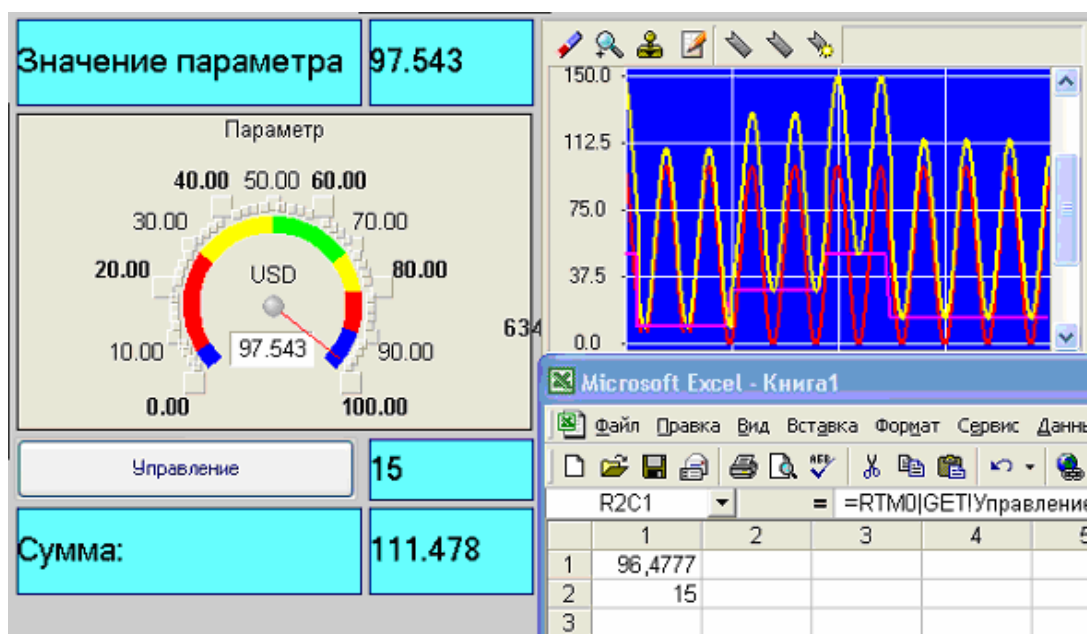 Значение параметра 97.543
Параметр
40.00 50.00 60.00
30.00 70.00
20.00 80.00
USD
10.00 97.543 90.00
0.00 100.00
634
Управление 15
Сумма: 111.478
150.0
112.5
75.0
37.5
0.0
Microsoft Excel - Книга1
Файл Правка Вид Вставка Формат Сервис Данны
R2C1 = =RTM0|GET!Управление
1 2 3 4 5
1 96,4777
2 15
3